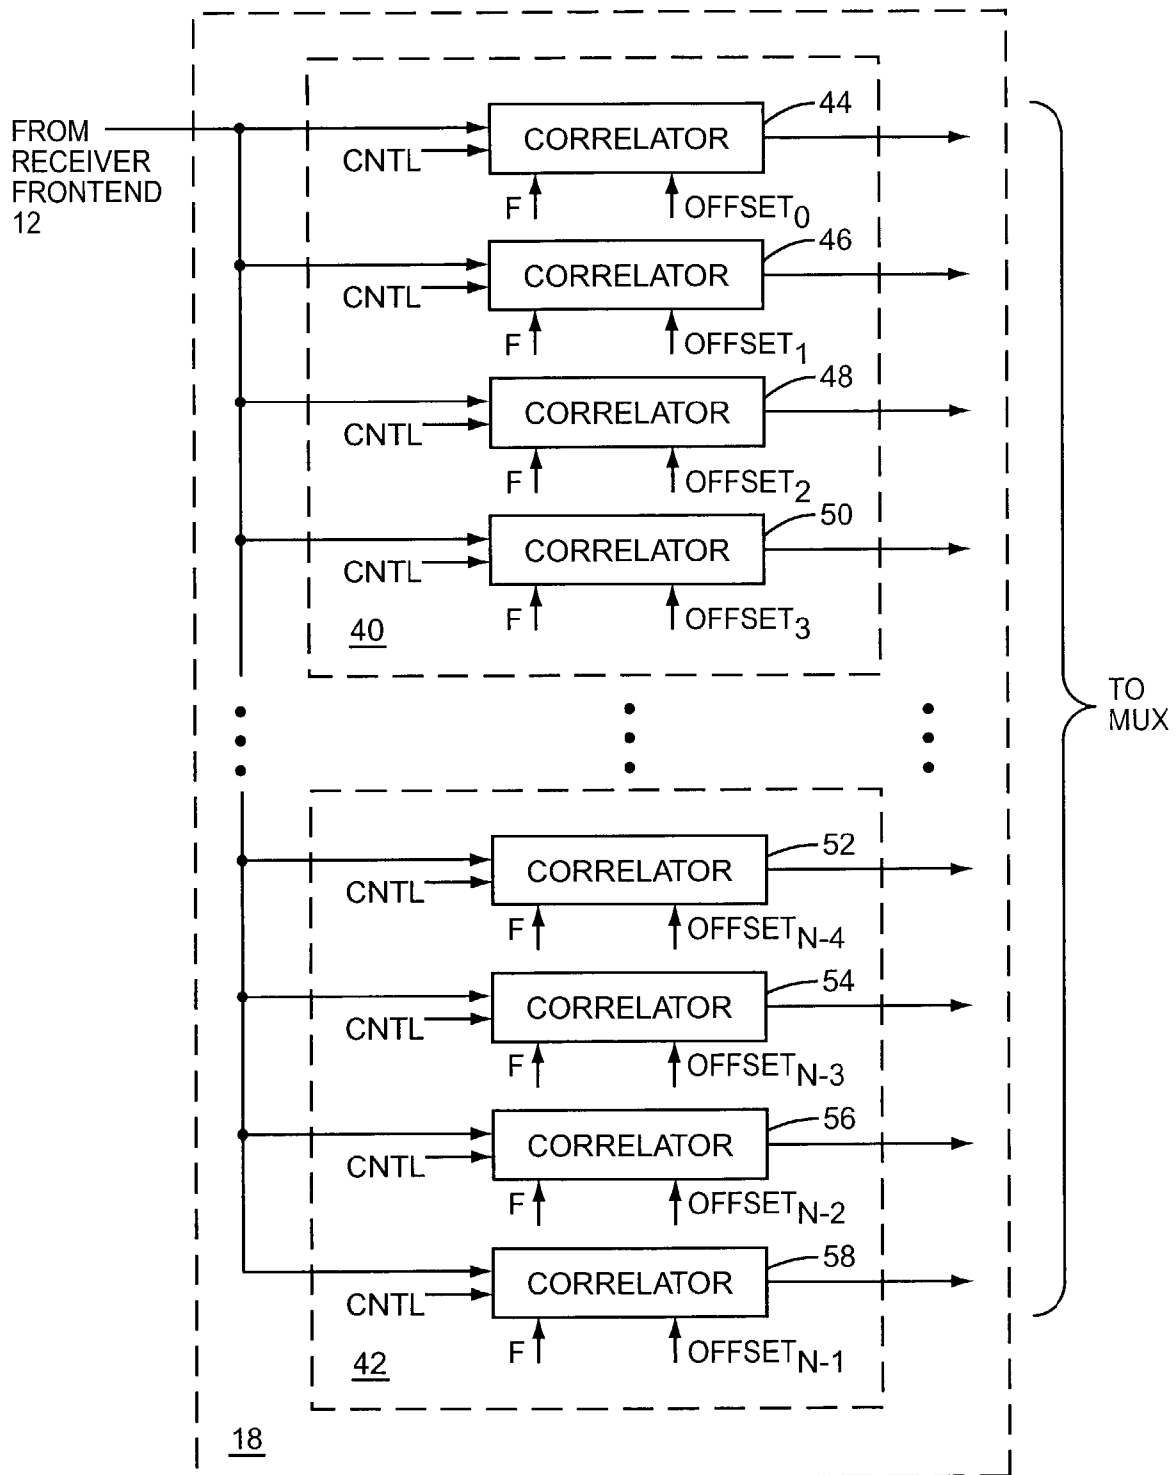 FROM
RECEIVER
FRONTEND
12
CORRELATOR
44
CNTL
F
OFFSET0
CORRELATOR
46
CNTL
F
OFFSET1
CORRELATOR
48
CNTL
F
OFFSET2
CORRELATOR
50
CNTL
F
OFFSET3
40
TO
MUX
CORRELATOR
52
CNTL
F
OFFSETN-4
CORRELATOR
54
CNTL
F
OFFSETN-3
CORRELATOR
56
CNTL
F
OFFSETN-2
CORRELATOR
58
CNTL
F
OFFSETN-1
42
18